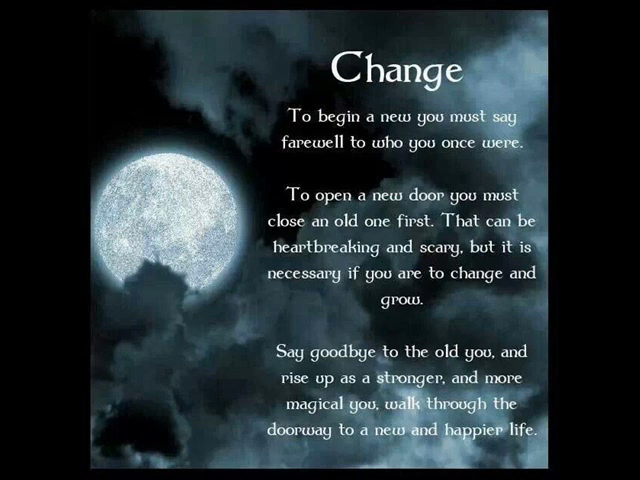 Change
To begin a new you must say
farewell to who you once were.
To open a new door you must
close an old one first. That can be
heartbreaking and scary, but it is
necessary if you are to change and
grow.
Say goodbye to the old you, and
rise up as a stronger, and more
magical you, walk through the
doorway to a new and happier life.